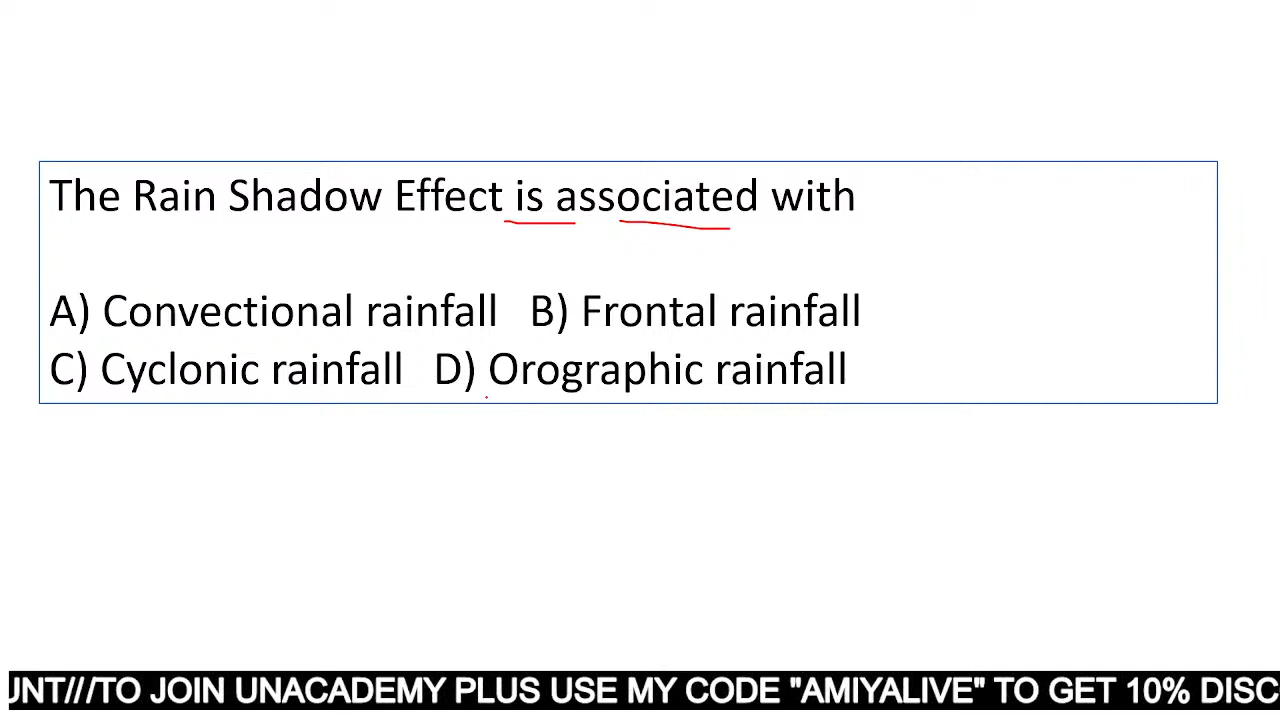 The Rain Shadow Effect is associated with
A) Convectional rainfall B) Frontal rainfall
C) Cyclonic rainfall D) Orographic rainfall
UNT///TO JOIN UNACADEMY PLUS USE MY CODE "AMIYALIVE" TO GET 10% DISC